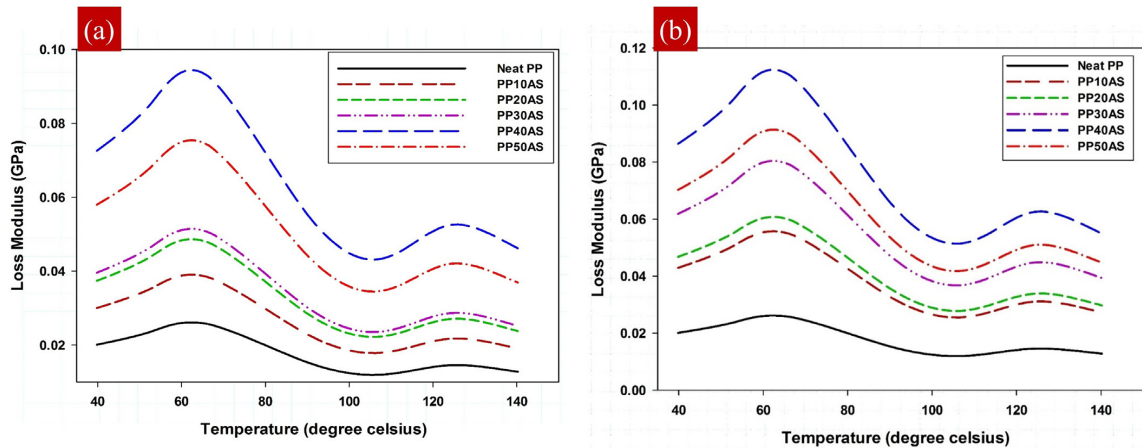 (a)
0.10
0.08
0.06
0.04
0.02
Loss Modulus (GPa)
40 60 80 100 120 140
Temperature (degree celsius)
Neat PP
PP10AS
PP20AS
PP30AS
PP40AS
PP50AS
(b)
0.12
0.10
0.08
0.06
0.04
0.02
0.00
Loss Modulus (GPa)
40 60 80 100 120 140
Temperature (degree celsius)
Neat PP
PP10AS
PP20AS
PP30AS
PP40AS
PP50AS